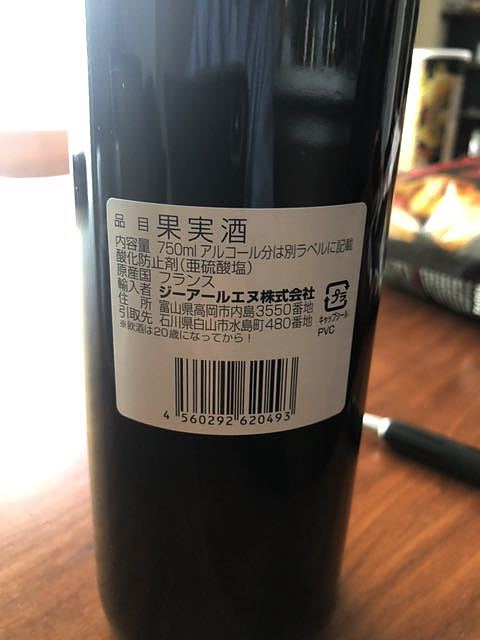 品 目 果実酒
内容量 750ml アルコール分は別ラベルに記載
酸化防止剤(亜硫酸塩)
原産国 フランス
輸入者 ジーアールエヌ株式会社
住 所 富山県高岡市内島3550番地
引取先 石川県白山市水島町480番地
※飲酒は20歳になってから!
プラ
キャップシール:
PVC
4 560292 620493